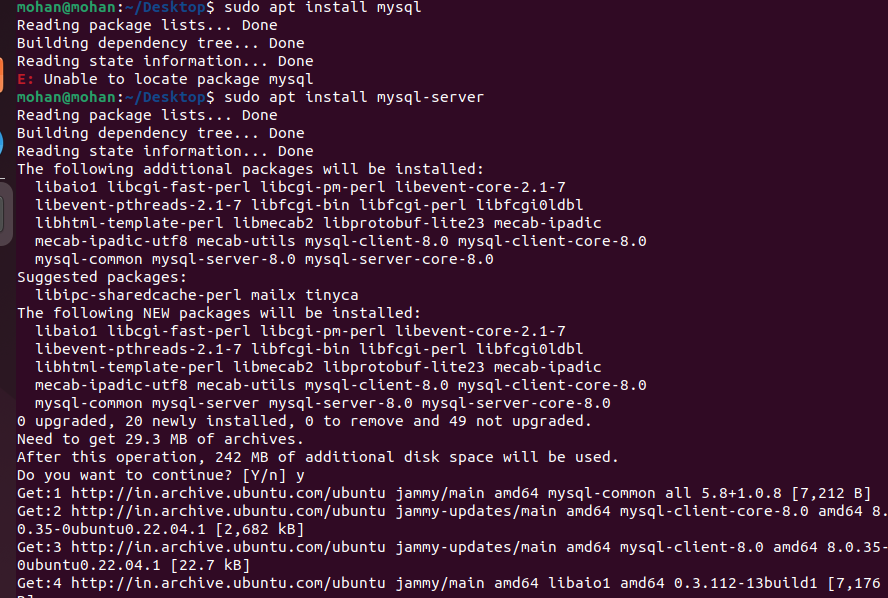 mohan@mohan:~/Desktop$ sudo apt install mysql
Reading package lists... Done
Building dependency tree... Done
Reading state information... Done
E: Unable to locate package mysql
mohan@mohan:~/Desktop$ sudo apt install mysql-server
Reading package lists... Done
Building dependency tree... Done
Reading state information... Done
The following additional packages will be installed:
  libaio1 libcgi-fast-perl libcgi-pm-perl libevent-core-2.1-7
  libevent-pthreads-2.1-7 libfcgi-bin libfcgi-perl libfcgi0ldbl
  libhtml-template-perl libmecab2 libprotobuf-lite23 mecab-ipadic
  mecab-ipadic-utf8 mecab-utils mysql-client-8.0 mysql-client-core-8.0
  mysql-common mysql-server-8.0 mysql-server-core-8.0
Suggested packages:
  libipc-sharedcache-perl mailx tinyca
The following NEW packages will be installed:
  libaio1 libcgi-fast-perl libcgi-pm-perl libevent-core-2.1-7
  libevent-pthreads-2.1-7 libfcgi-bin libfcgi-perl libfcgi0ldbl
  libhtml-template-perl libmecab2 libprotobuf-lite23 mecab-ipadic
  mecab-ipadic-utf8 mecab-utils mysql-client-8.0 mysql-client-core-8.0
  mysql-common mysql-server mysql-server-8.0 mysql-server-core-8.0
0 upgraded, 20 newly installed, 0 to remove and 49 not upgraded.
Need to get 29.3 MB of archives.
After this operation, 242 MB of additional disk space will be used.
Do you want to continue? [Y/n] y
Get:1 http://in.archive.ubuntu.com/ubuntu jammy/main amd64 mysql-common all 5.8+1.0.8 [7,212 B]
Get:2 http://in.archive.ubuntu.com/ubuntu jammy-updates/main amd64 mysql-client-core-8.0 amd64 8.
0.35-0ubuntu0.22.04.1 [2,682 kB]
Get:3 http://in.archive.ubuntu.com/ubuntu jammy-updates/main amd64 mysql-client-8.0 amd64 8.0.35-
0ubuntu0.22.04.1 [22.7 kB]
Get:4 http://in.archive.ubuntu.com/ubuntu jammy/main amd64 libaio1 amd64 0.3.112-13build1 [7,176